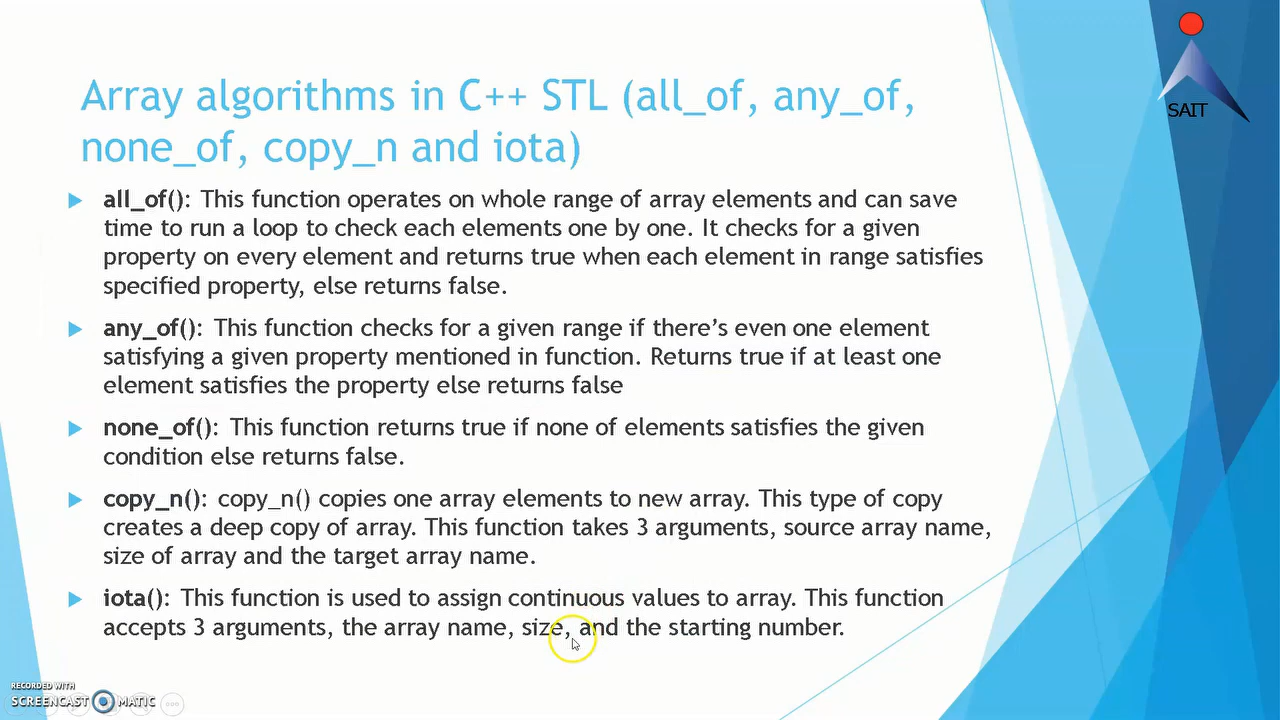 SAIT
Array algorithms in C++ STL (all_of, any_of,
none_of, copy_n and iota)
all_of(): This function operates on whole range of array elements and can save
time to run a loop to check each elements one by one. It checks for a given
property on every element and returns true when each element in range satisfies
specified property, else returns false.
any_of(): This function checks for a given range if there’s even one element
satisfying a given property mentioned in function. Returns true if at least one
element satisfies the property else returns false
none_of(): This function returns true if none of elements satisfies the given
condition else returns false.
copy_n(): copy_n() copies one array elements to new array. This type of copy
creates a deep copy of array. This function takes 3 arguments, source array name,
size of array and the target array name.
iota(): This function is used to assign continuous values to array. This function
accepts 3 arguments, the array name, size, and the starting number.
RECORDED WITH
SCREENCAST MATIC